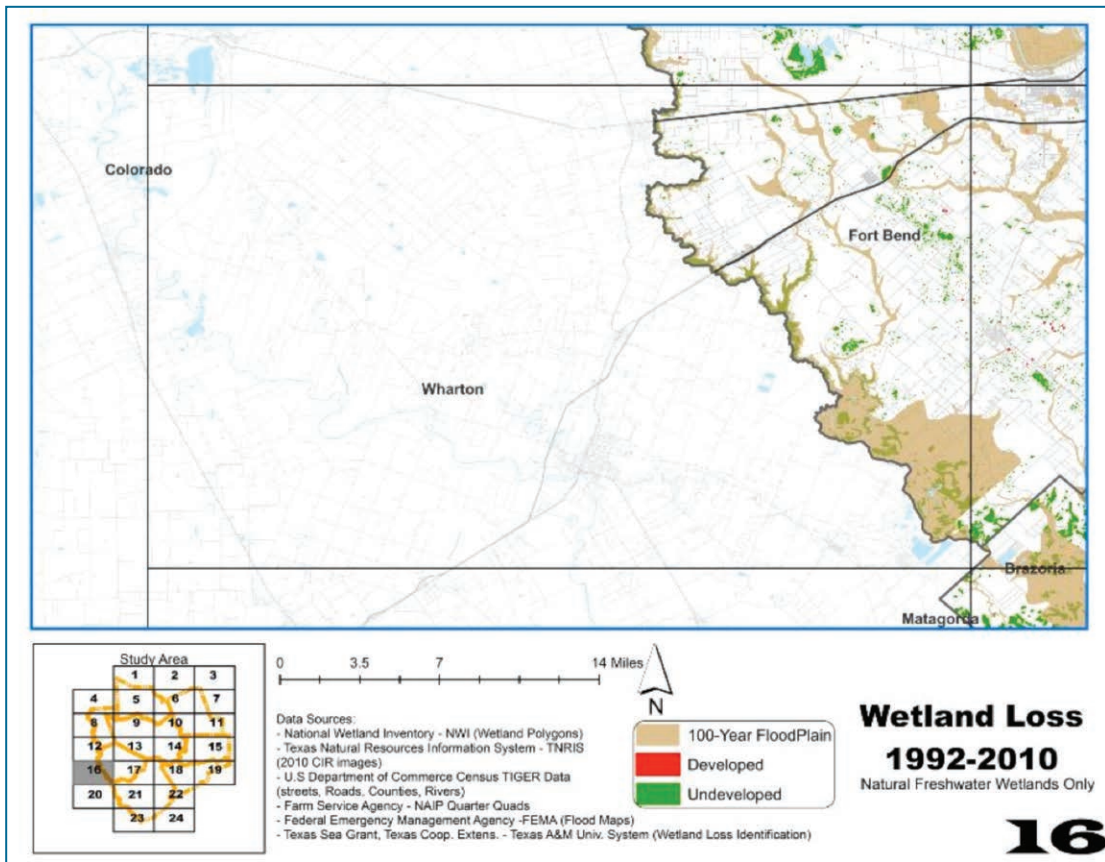 Colorado
Fort Bend
Wharton
Brazoria
Matagorda
Study Area
1 2 3
4 5 6 7
8 9 10 11
12 13 14 15
16 17 18 19
20 21 22
23 24
0 3.5 7 14 Miles
N
Data Sources:
- National Wetland Inventory - NWI (Wetland Polygons)
- Texas Natural Resources Information System - TNRIS
(2010 CIR images)
- U.S Department of Commerce Census TIGER Data
(streets, Roads, Counties, Rivers)
- Farm Service Agency - NAIP Quarter Quads
- Federal Emergency Management Agency -FEMA (Flood Maps)
- Texas Sea Grant, Texas Coop. Extens. - Texas A&M Univ. System (Wetland Loss Identification)
100-Year FloodPlain
Developed
Undeveloped
Wetland Loss
1992-2010
Natural Freshwater Wetlands Only
16